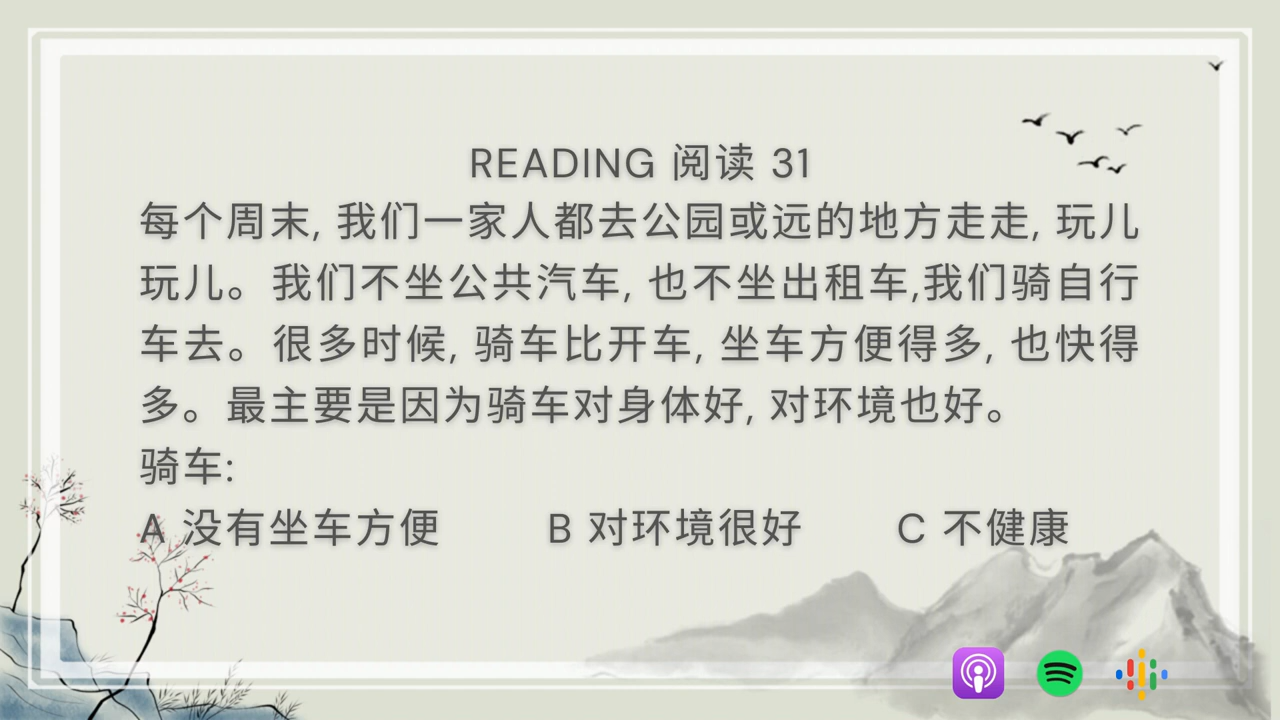 READING 阅读 31
每个周末, 我们一家人都去公园或远的地方走走, 玩儿
玩儿。我们不坐公共汽车, 也不坐出租车,我们骑自行
车去。很多时候, 骑车比开车, 坐车方便得多, 也快得
多。最主要是因为骑车对身体好, 对环境也好。
骑车:
A 没有坐车方便 B 对环境很好 C 不健康